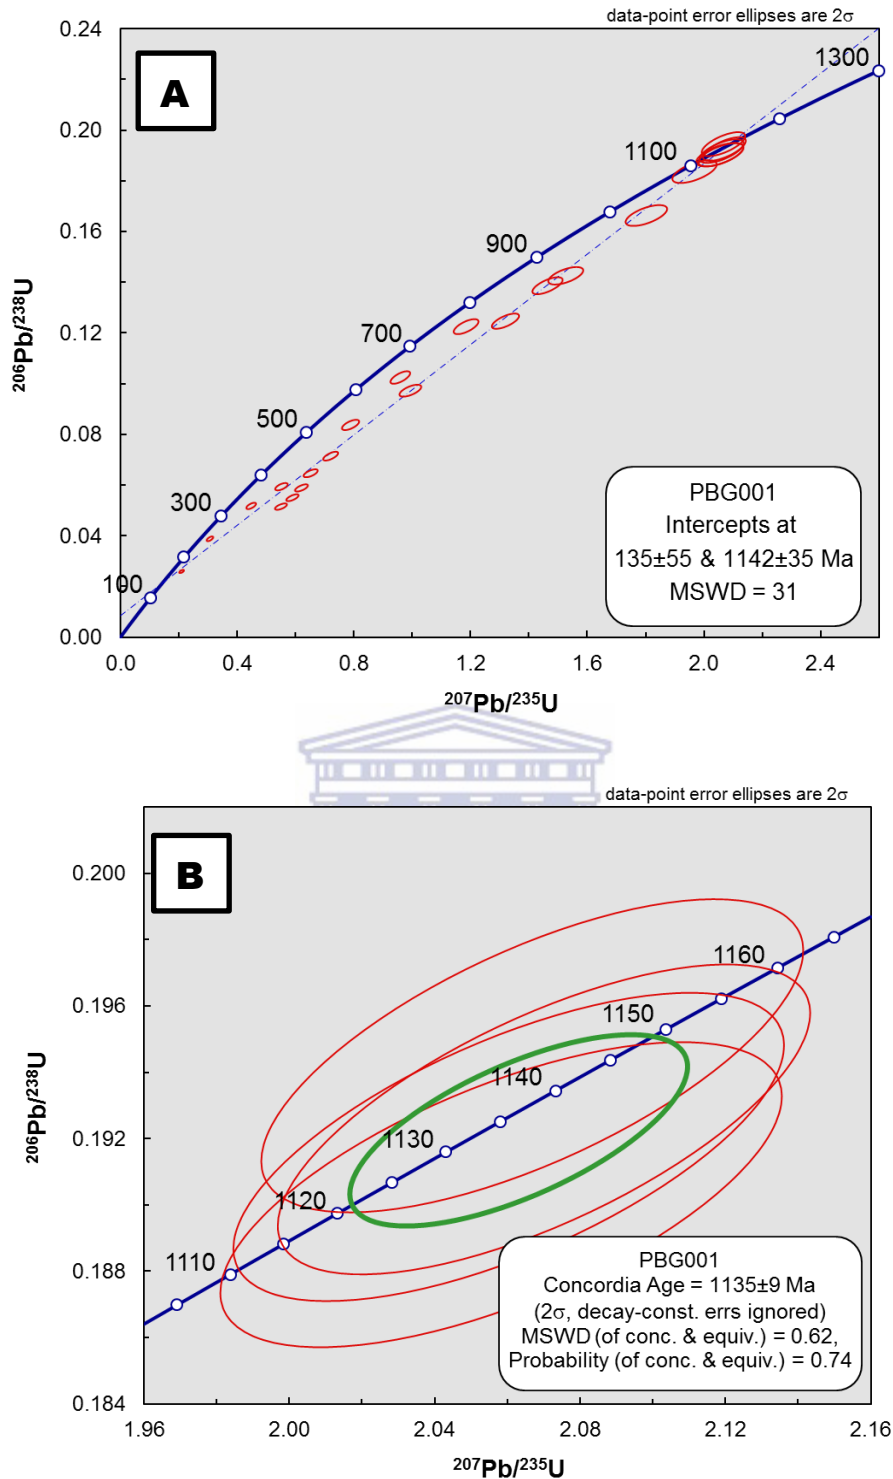 data-point error ellipses are 2σ
A
0.24
0.20
0.16
0.12
0.08
0.04
0.00
²⁰⁶Pb/²³⁸U
1300
1100
900
700
500
300
100
PBG001
Intercepts at
135±55 & 1142±35 Ma
MSWD = 31
0.0 0.4 0.8 1.2 1.6 2.0 2.4
²⁰⁷Pb/²³⁵U
data-point error ellipses are 2σ
B
0.200
0.196
0.192
0.188
0.184
²⁰⁶Pb/²³⁸U
1160
1150
1140
1130
1120
1110
PBG001
Concordia Age = 1135±9 Ma
(2σ, decay-const. errs ignored)
MSWD (of conc. & equiv.) = 0.62,
Probability (of conc. & equiv.) = 0.74
1.96 2.00 2.04 2.08 2.12 2.16
²⁰⁷Pb/²³⁵U